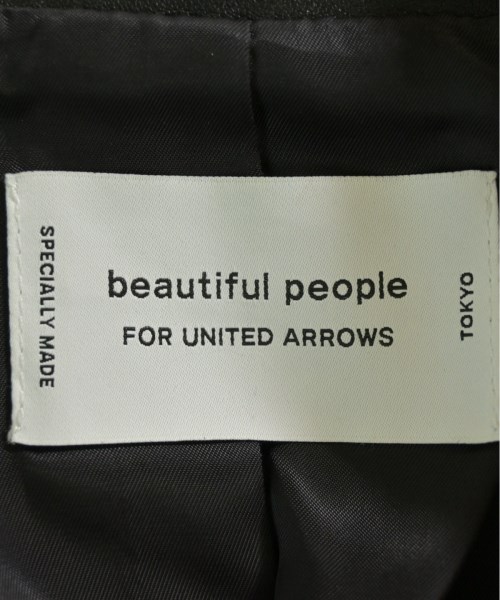 SPECIALLY MADE
beautiful people
FOR UNITED ARROWS
TOKYO